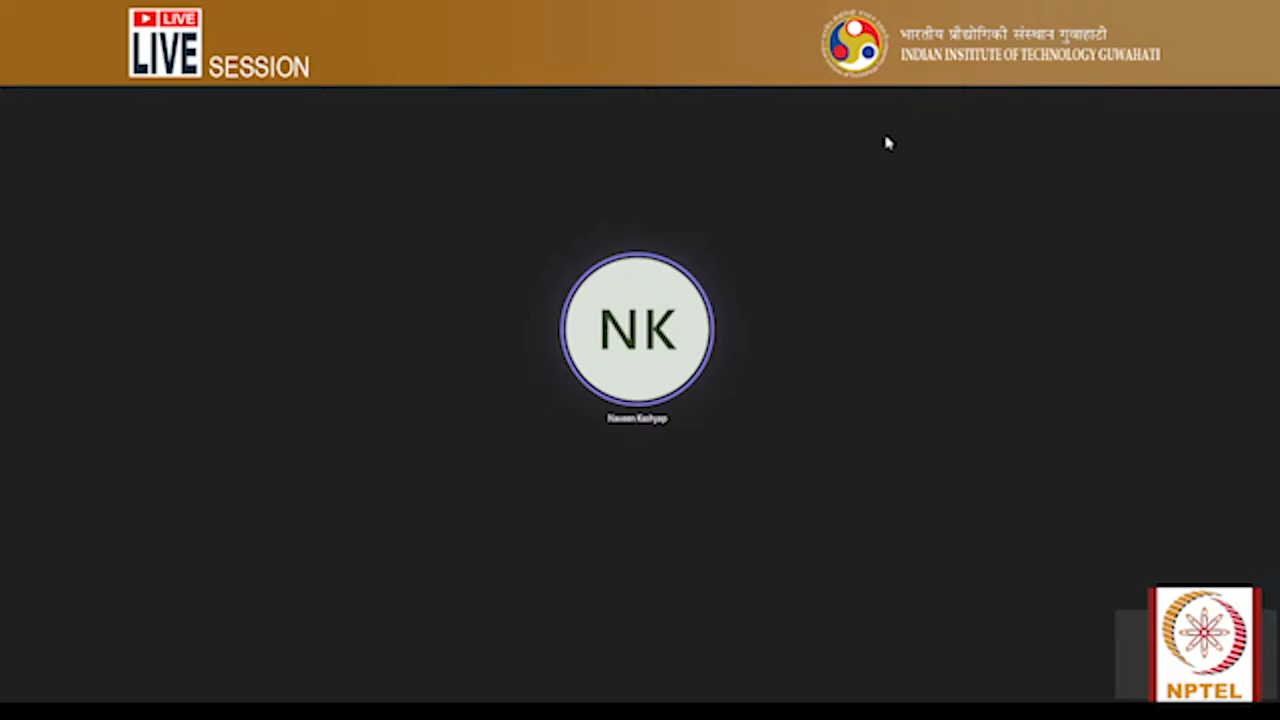 LIVE
LIVE SESSION
भारतीय प्रौद्योगिकी संस्थान गुवाहाटी
INDIAN INSTITUTE OF TECHNOLOGY GUWAHATI
NK
Naveen Kashyap
NPTEL